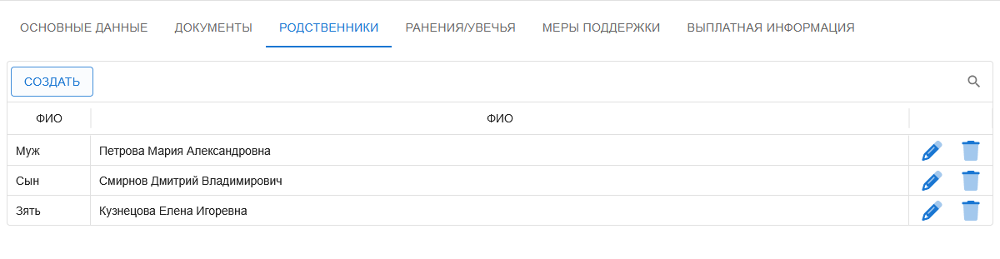 ОСНОВНЫЕ ДАННЫЕ ДОКУМЕНТЫ РОДСТВЕННИКИ РАНЕНИЯ/УВЕЧЬЯ МЕРЫ ПОДДЕРЖКИ ВЫПЛАТНАЯ ИНФОРМАЦИЯ
СОЗДАТЬ
ФИО ФИО
Муж Петрова Мария Александровна
Сын Смирнов Дмитрий Владимирович
Зять Кузнецова Елена Игоревна